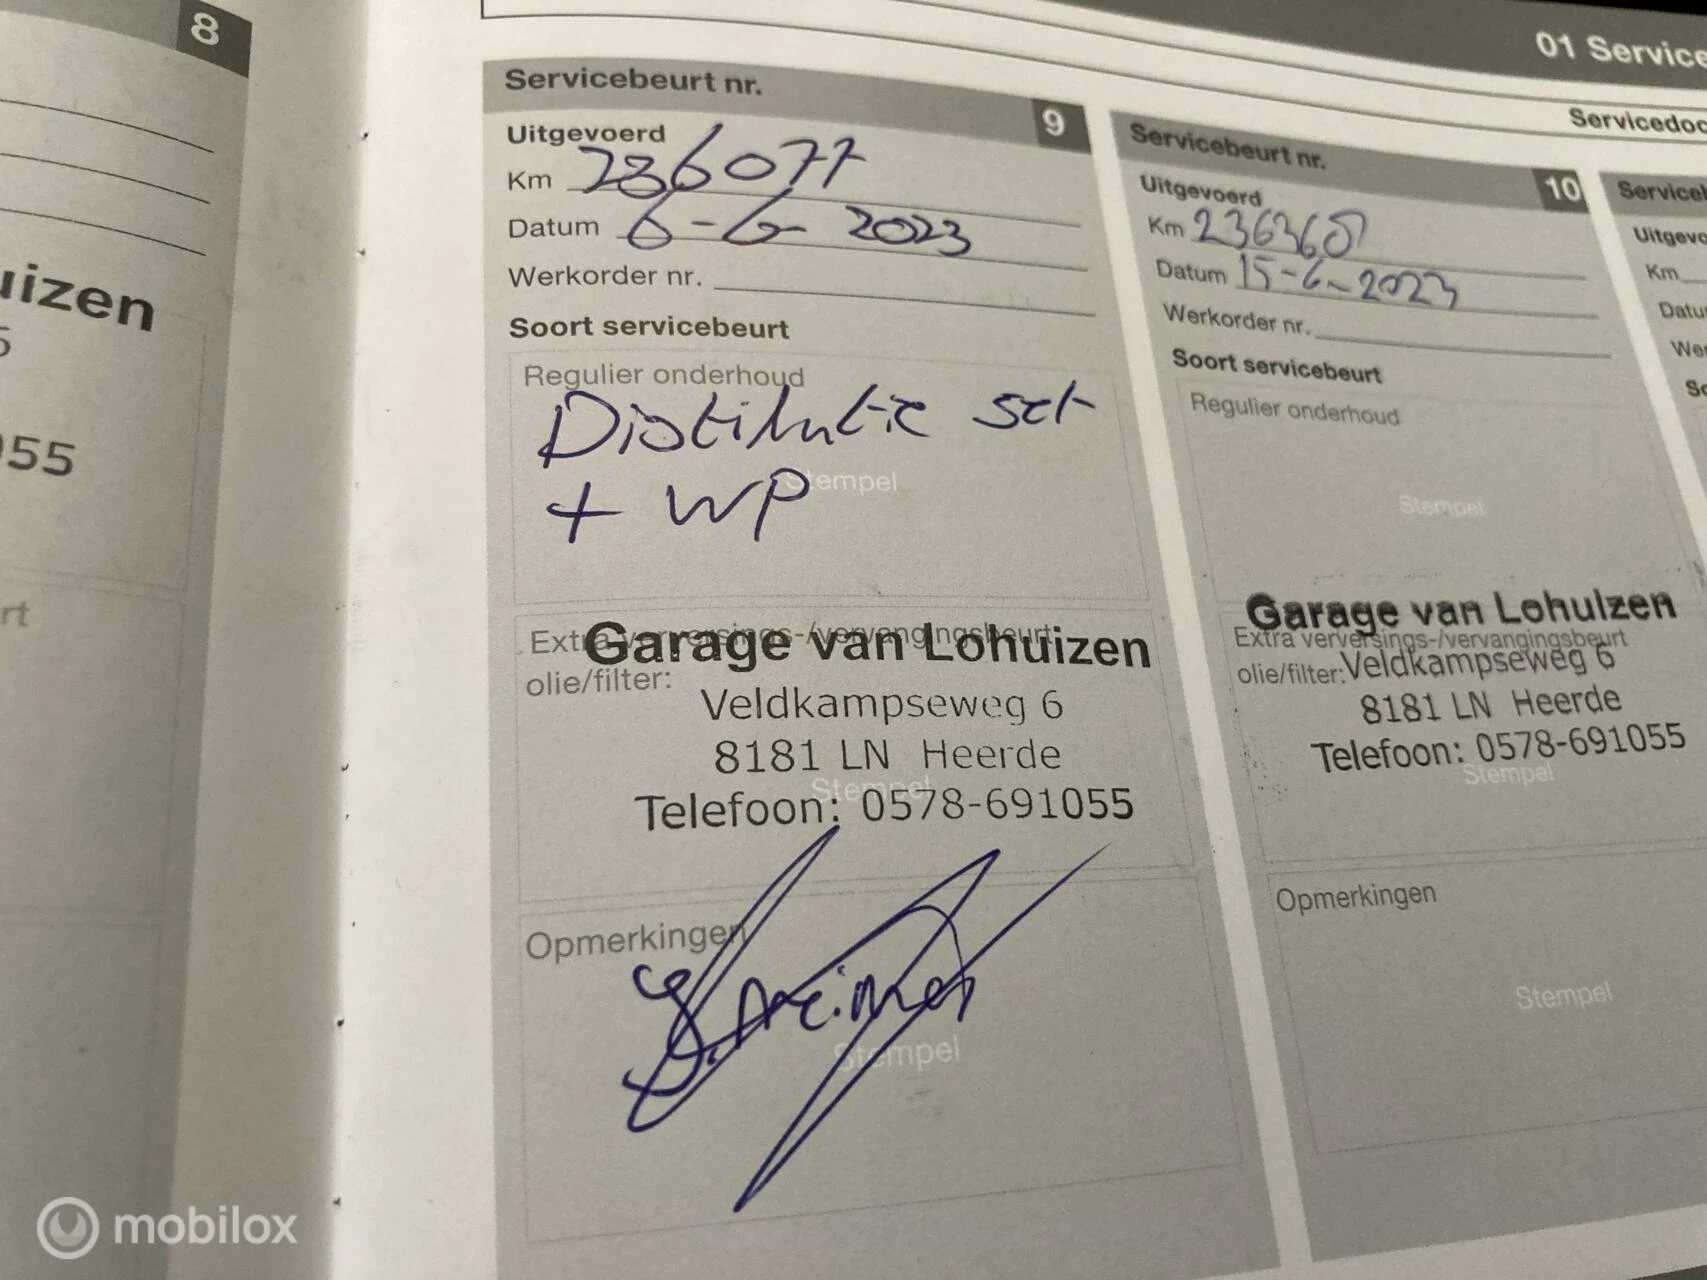 8
uizen
55
rt
01 Service
Servicedoc
Servicebeurt nr. 9
Uitgevoerd
Km 236077
Datum 6-6-2023
Werkorder nr.
Soort servicebeurt
Regulier onderhoud
Distributie set
+ WP
Stempel
Extra verversings-/vervangingsbeurt
olie/filter:
Garage van Lohuizen
Veldkampseweg 6
8181 LN Heerde
Telefoon: 0578-691055
Stempel
Opmerkingen
Stempel
Servicebeurt nr. 10
Uitgevoerd
Km 236360
Datum 15-6-2023
Werkorder nr.
Soort servicebeurt
Regulier onderhoud
Stempel
Garage van Lohuizen
Extra verversings-/vervangingsbeurt
olie/filter:
Veldkampseweg 6
8181 LN Heerde
Telefoon: 0578-691055
Stempel
Opmerkingen
Stempel
Servicebe
Uitgevo
Km
Datu
Wer
So
mobilox